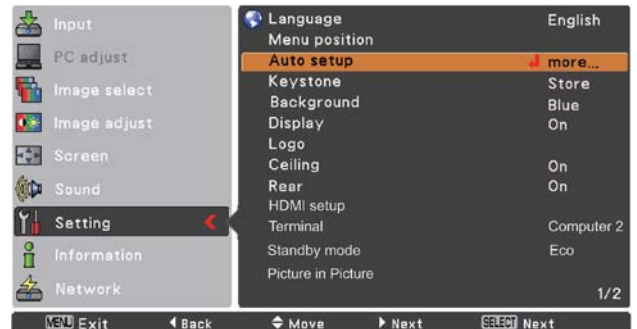 Input
PC adjust
Image select
Image adjust
Screen
Sound
Setting
Information
Network
Language English
Menu position
Auto setup more...
Keystone Store
Background Blue
Display On
Logo
Ceiling On
Rear On
HDMI setup
Terminal Computer 2
Standby mode Eco
Picture in Picture
1/2
MENU Exit Back Move Next SELECT Next